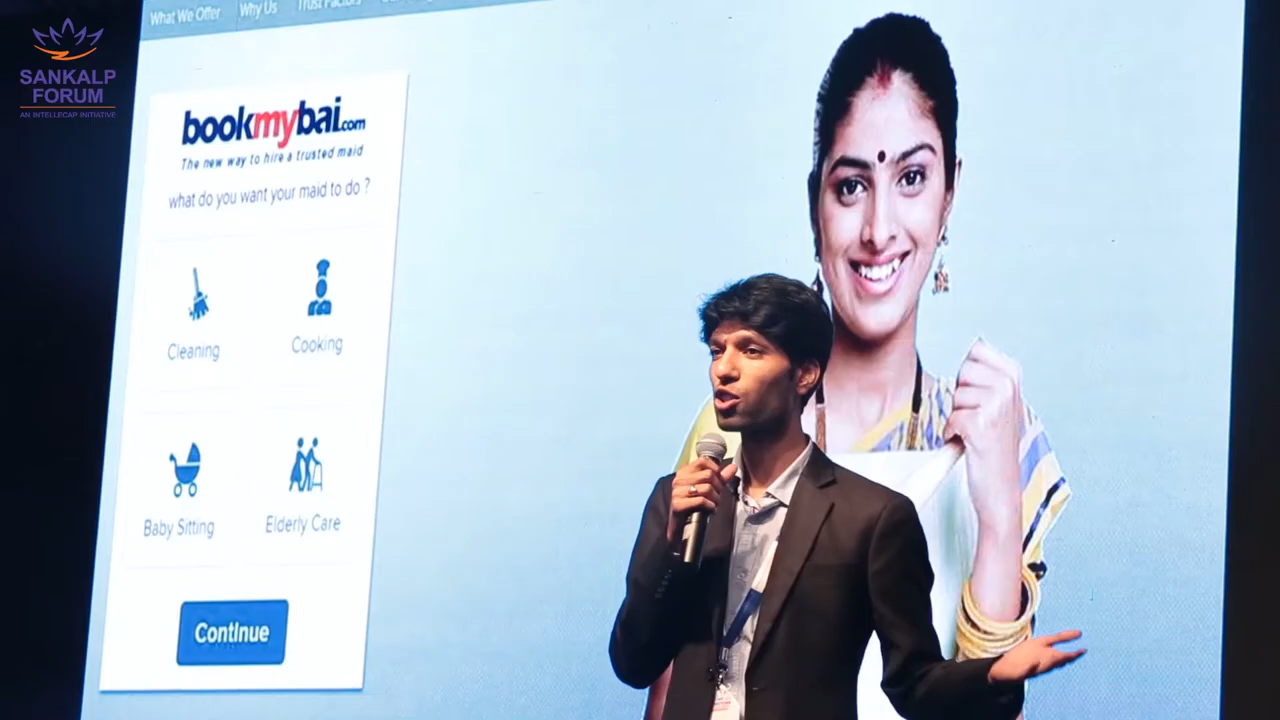 What We Offer
Why Us
Trust Factors
SANKALP
FORUM
AN INTELLECAP INITIATIVE
bookmybai.com
The new way to hire a trusted maid
what do you want your maid to do ?
Cleaning
Cooking
Baby Sitting
Elderly Care
Continue